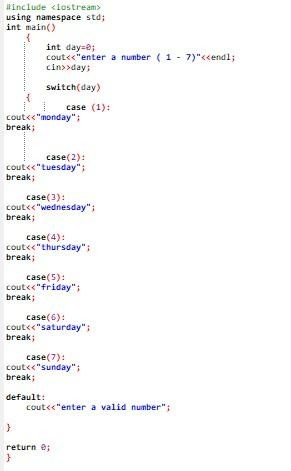 #include <iostream>
using namespace std;
int main()
{
int day=0;
cout<<"enter a number ( 1 - 7)"<<endl;
cin>>day;
switch(day)
{
case (1):
cout<<"monday";
break;
case(2):
cout<<"tuesday";
break;
case(3):
cout<<"wednesday";
break;
case(4):
cout<<"thursday";
break;
case(5):
cout<<"friday";
break;
case(6):
cout<<"saturday";
break;
case(7):
cout<<"sunday";
break;
default:
cout<<"enter a valid number";
}
return 0;
}